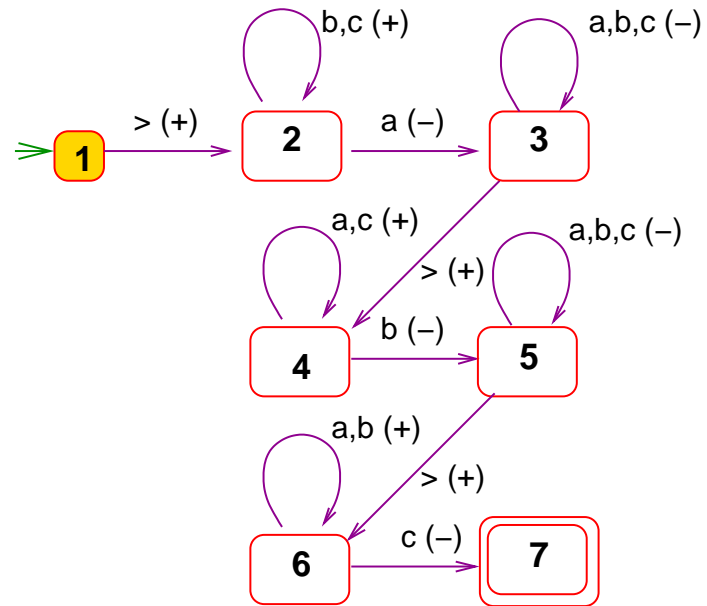 b,c (+)
a,b,c (–)
> (+)
a (–)
1
2
3
a,c (+)
a,b,c (–)
> (+)
b (–)
4
5
a,b (+)
> (+)
c (–)
6
7